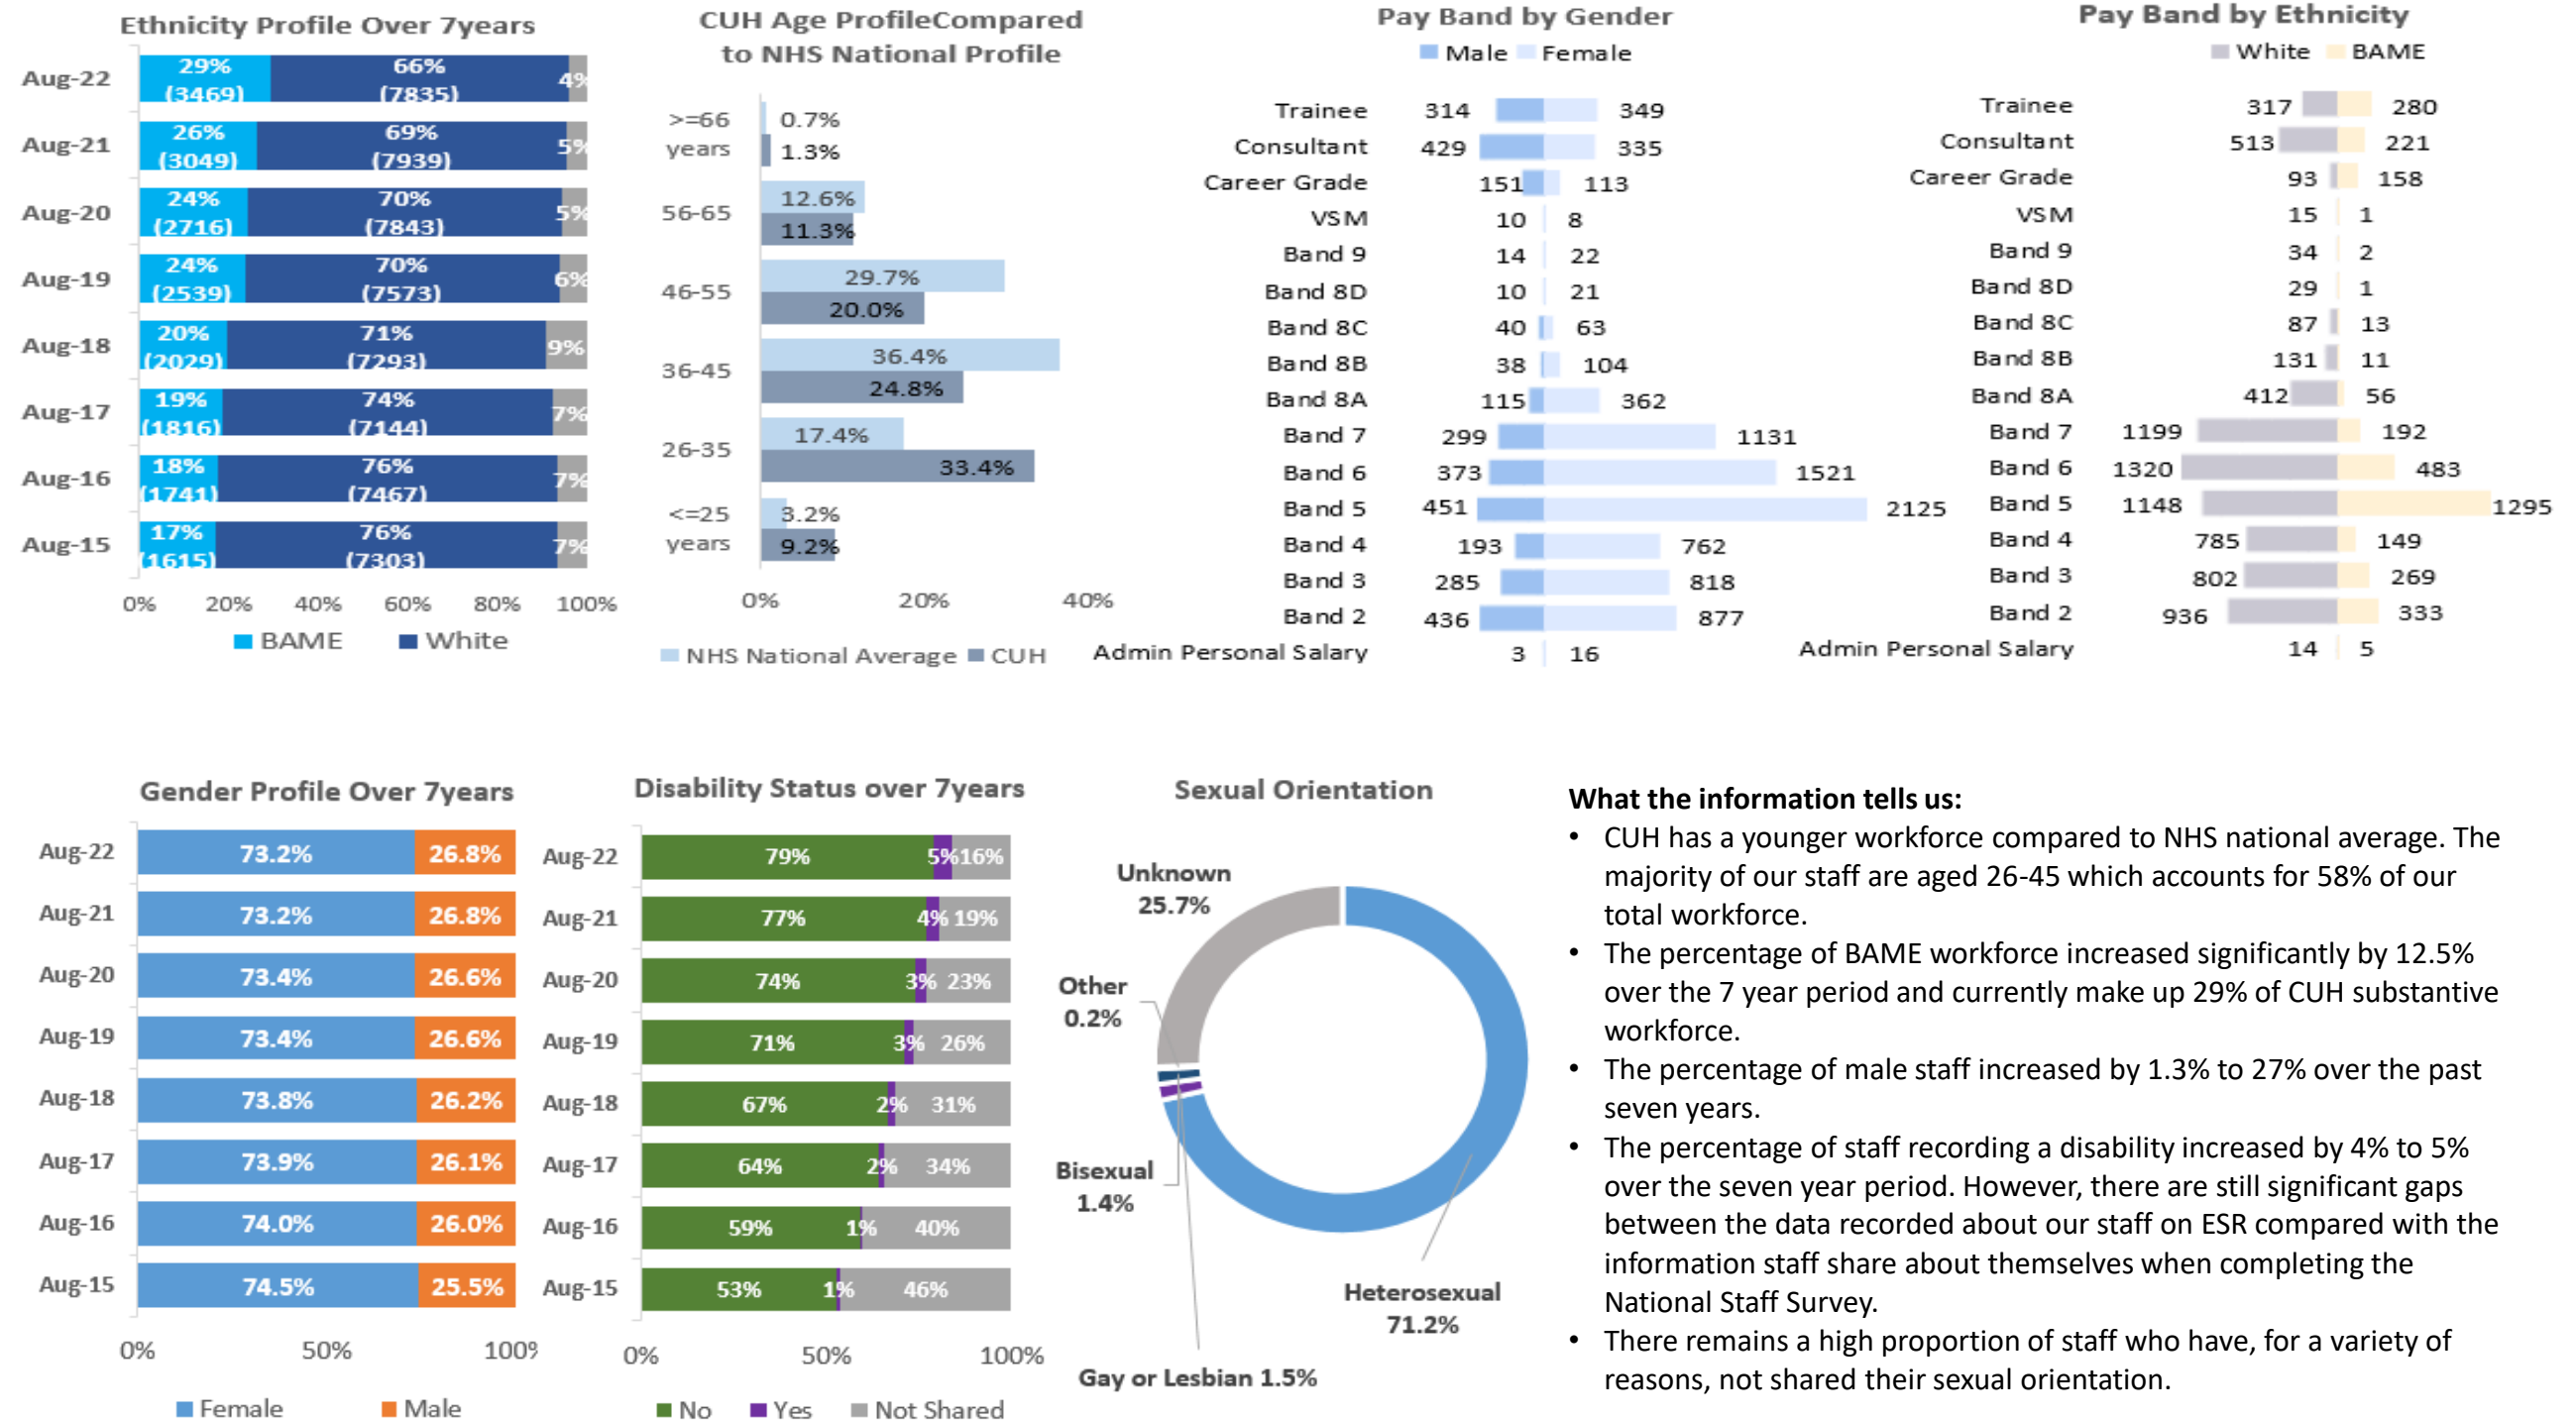 Ethnicity Profile Over 7years
Aug-22 29% (3469) 66% (7835) 4%
Aug-21 26% (3049) 69% (7939) 5%
Aug-20 24% (2716) 70% (7843) 5%
Aug-19 24% (2539) 70% (7573) 6%
Aug-18 20% (2029) 71% (7293) 9%
Aug-17 19% (1816) 74% (7144) 7%
Aug-16 18% (1741) 76% (7467) 7%
Aug-15 17% (1615) 76% (7303) 7%
0% 20% 40% 60% 80% 100%
BAME White
CUH Age ProfileCompared
to NHS National Profile
>=66 years 0.7% 1.3%
56-65 12.6% 11.3%
46-55 29.7% 20.0%
36-45 36.4% 24.8%
26-35 17.4% 33.4%
<=25 years 3.2% 9.2%
0% 20% 40%
NHS National Average CUH
Pay Band by Gender
Male Female
Trainee 314 349
Consultant 429 335
Career Grade 151 113
VSM 10 8
Band 9 14 22
Band 8D 10 21
Band 8C 40 63
Band 8B 38 104
Band 8A 115 362
Band 7 299 1131
Band 6 373 1521
Band 5 451 2125
Band 4 193 762
Band 3 285 818
Band 2 436 877
Admin Personal Salary 3 16
Pay Band by Ethnicity
White BAME
Trainee 317 280
Consultant 513 221
Career Grade 93 158
VSM 15 1
Band 9 34 2
Band 8D 29 1
Band 8C 87 13
Band 8B 131 11
Band 8A 412 56
Band 7 1199 192
Band 6 1320 483
Band 5 1148 1295
Band 4 785 149
Band 3 802 269
Band 2 936 333
Admin Personal Salary 14 5
Gender Profile Over 7years
Aug-22 73.2% 26.8%
Aug-21 73.2% 26.8%
Aug-20 73.4% 26.6%
Aug-19 73.4% 26.6%
Aug-18 73.8% 26.2%
Aug-17 73.9% 26.1%
Aug-16 74.0% 26.0%
Aug-15 74.5% 25.5%
0% 50% 100%
Female Male
Disability Status over 7years
Aug-22 79% 5% 16%
Aug-21 77% 4% 19%
Aug-20 74% 3% 23%
Aug-19 71% 3% 26%
Aug-18 67% 2% 31%
Aug-17 64% 2% 34%
Aug-16 59% 1% 40%
Aug-15 53% 1% 46%
0% 50% 100%
No Yes Not Shared
Sexual Orientation
Unknown
25.7%
Other
0.2%
Bisexual
1.4%
Heterosexual
71.2%
Gay or Lesbian 1.5%
What the information tells us:
• CUH has a younger workforce compared to NHS national average. The
majority of our staff are aged 26-45 which accounts for 58% of our
total workforce.
• The percentage of BAME workforce increased significantly by 12.5%
over the 7 year period and currently make up 29% of CUH substantive
workforce.
• The percentage of male staff increased by 1.3% to 27% over the past
seven years.
• The percentage of staff recording a disability increased by 4% to 5%
over the seven year period. However, there are still significant gaps
between the data recorded about our staff on ESR compared with the
information staff share about themselves when completing the
National Staff Survey.
• There remains a high proportion of staff who have, for a variety of
reasons, not shared their sexual orientation.